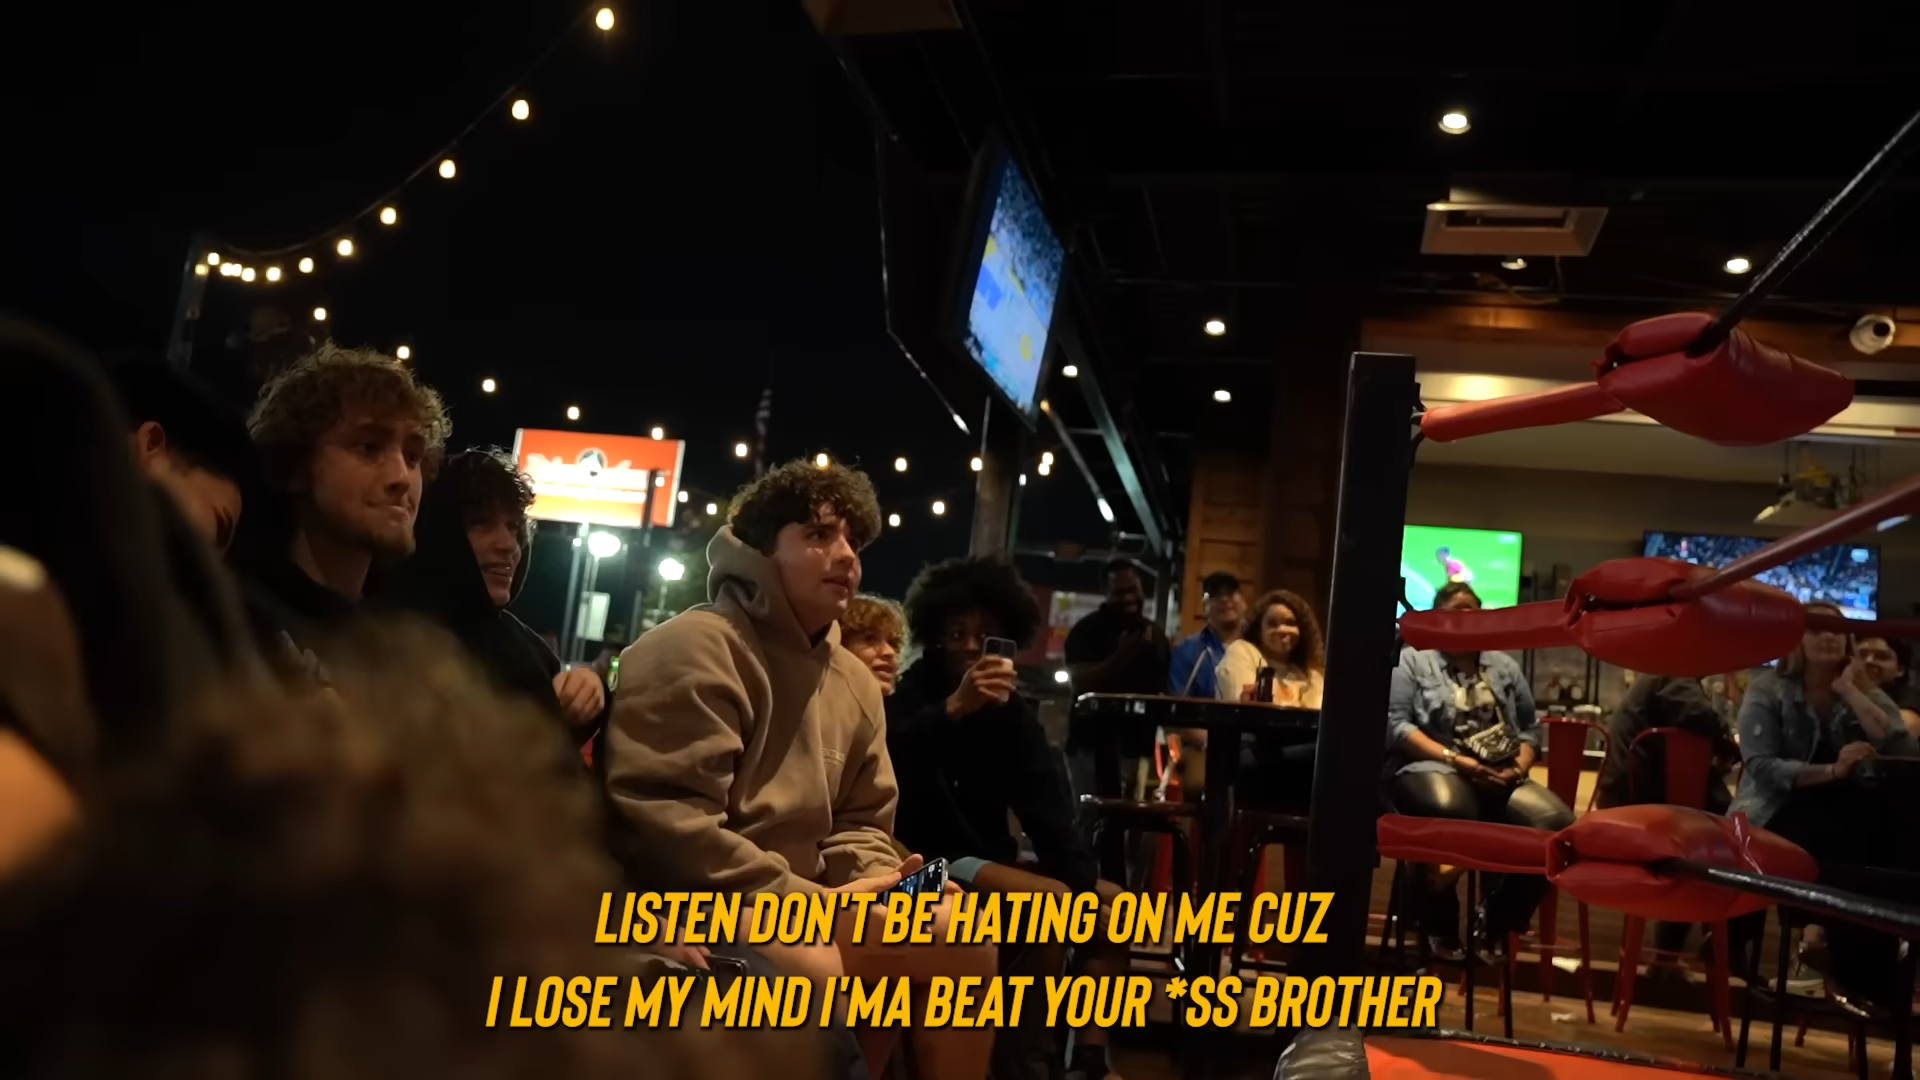 LISTEN DON'T BE HATING ON ME CUZ
I LOSE MY MIND I'MA BEAT YOUR *SS BROTHER